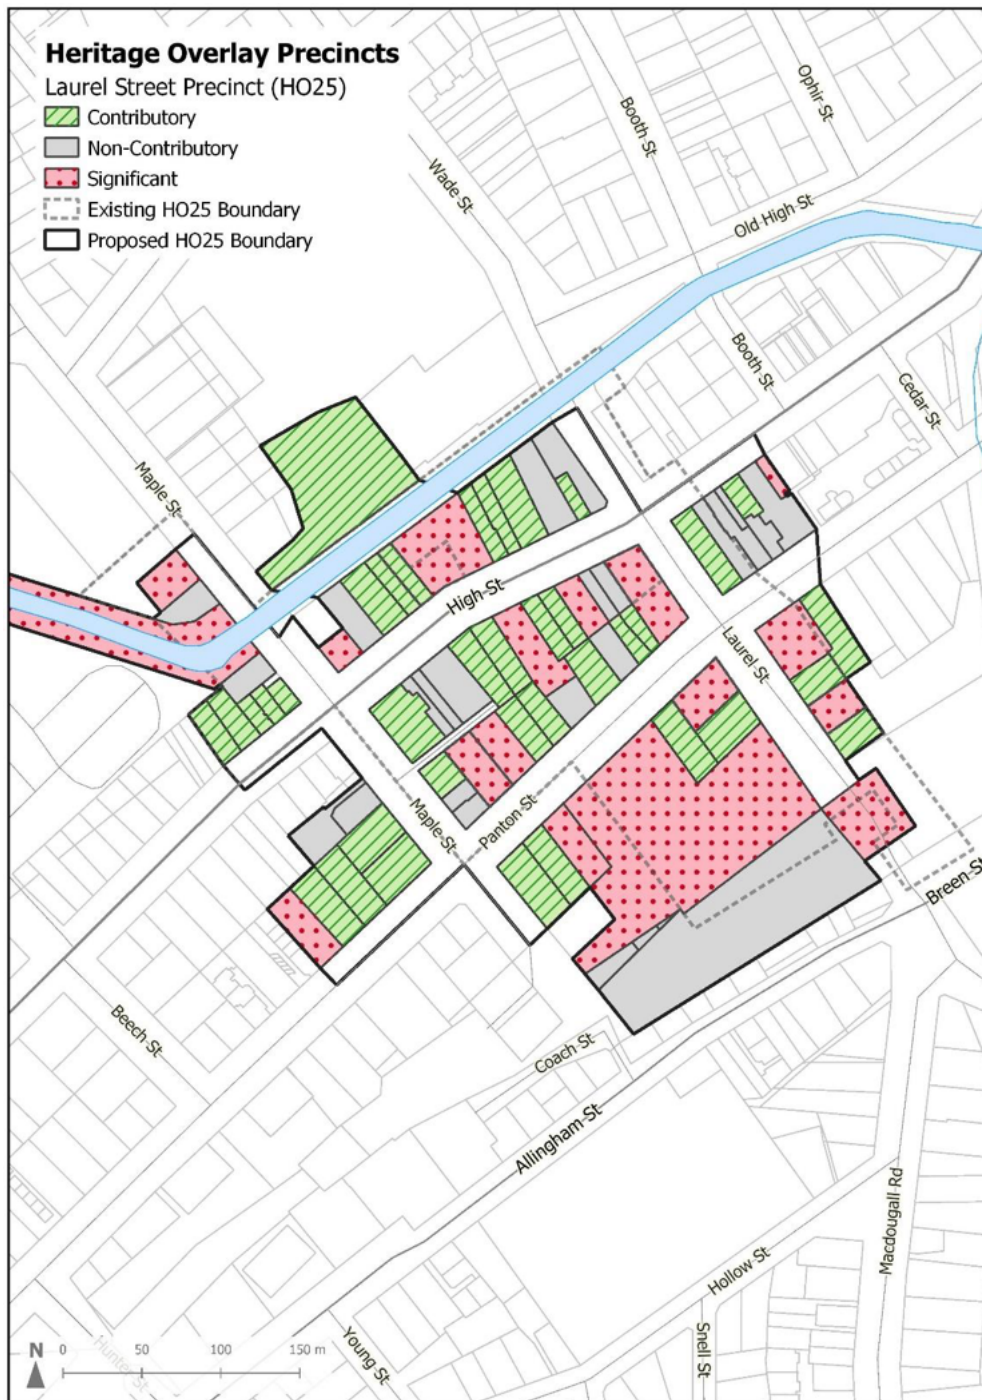 Heritage Overlay Precincts
Laurel Street Precinct (HO25)
Contributory
Non-Contributory
Significant
Existing HO25 Boundary
Proposed HO25 Boundary
Ophir St
Booth St
Wade St
Old High St
Booth St
Cedar St
Maple St
High St
Laurel St
Maple St
Panton St
Breen St
Beech St
Coach St
Allingham St
Macdougall Rd
Hollow St
Snell St
Young St
Hunter St
N
0 50 100 150 m